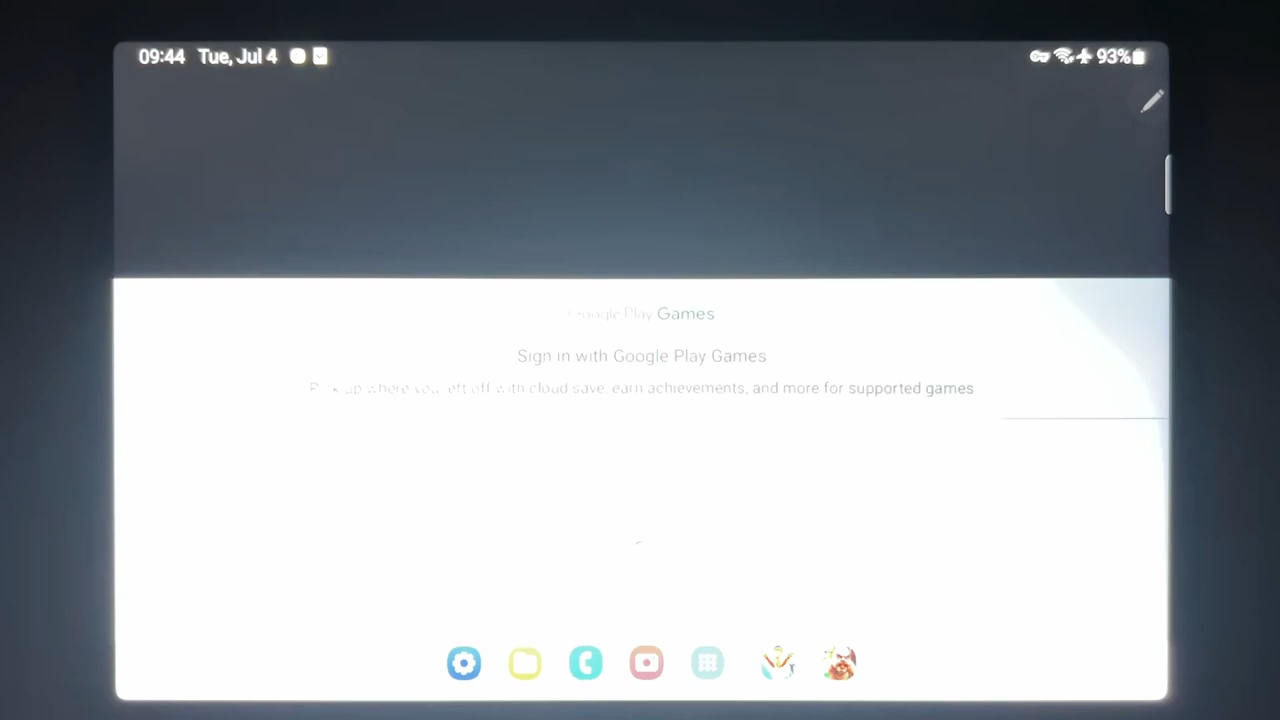 09:44 Tue, Jul 4 93%
Google Play Games
Sign in with Google Play Games
up where you left off with cloud save, earn achievements, and more for supported games